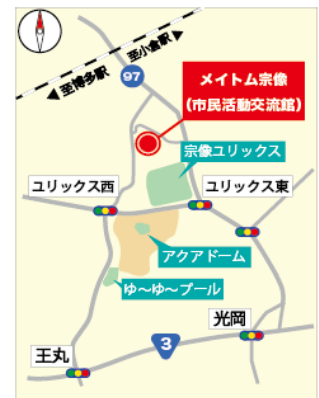 至小倉駅
至博多駅
97
メイトム宗像
(市民活動交流館)
宗像ユリックス
ユリックス西
ユリックス東
アクアドーム
ゆ〜ゆ〜プール
光岡
3
王丸